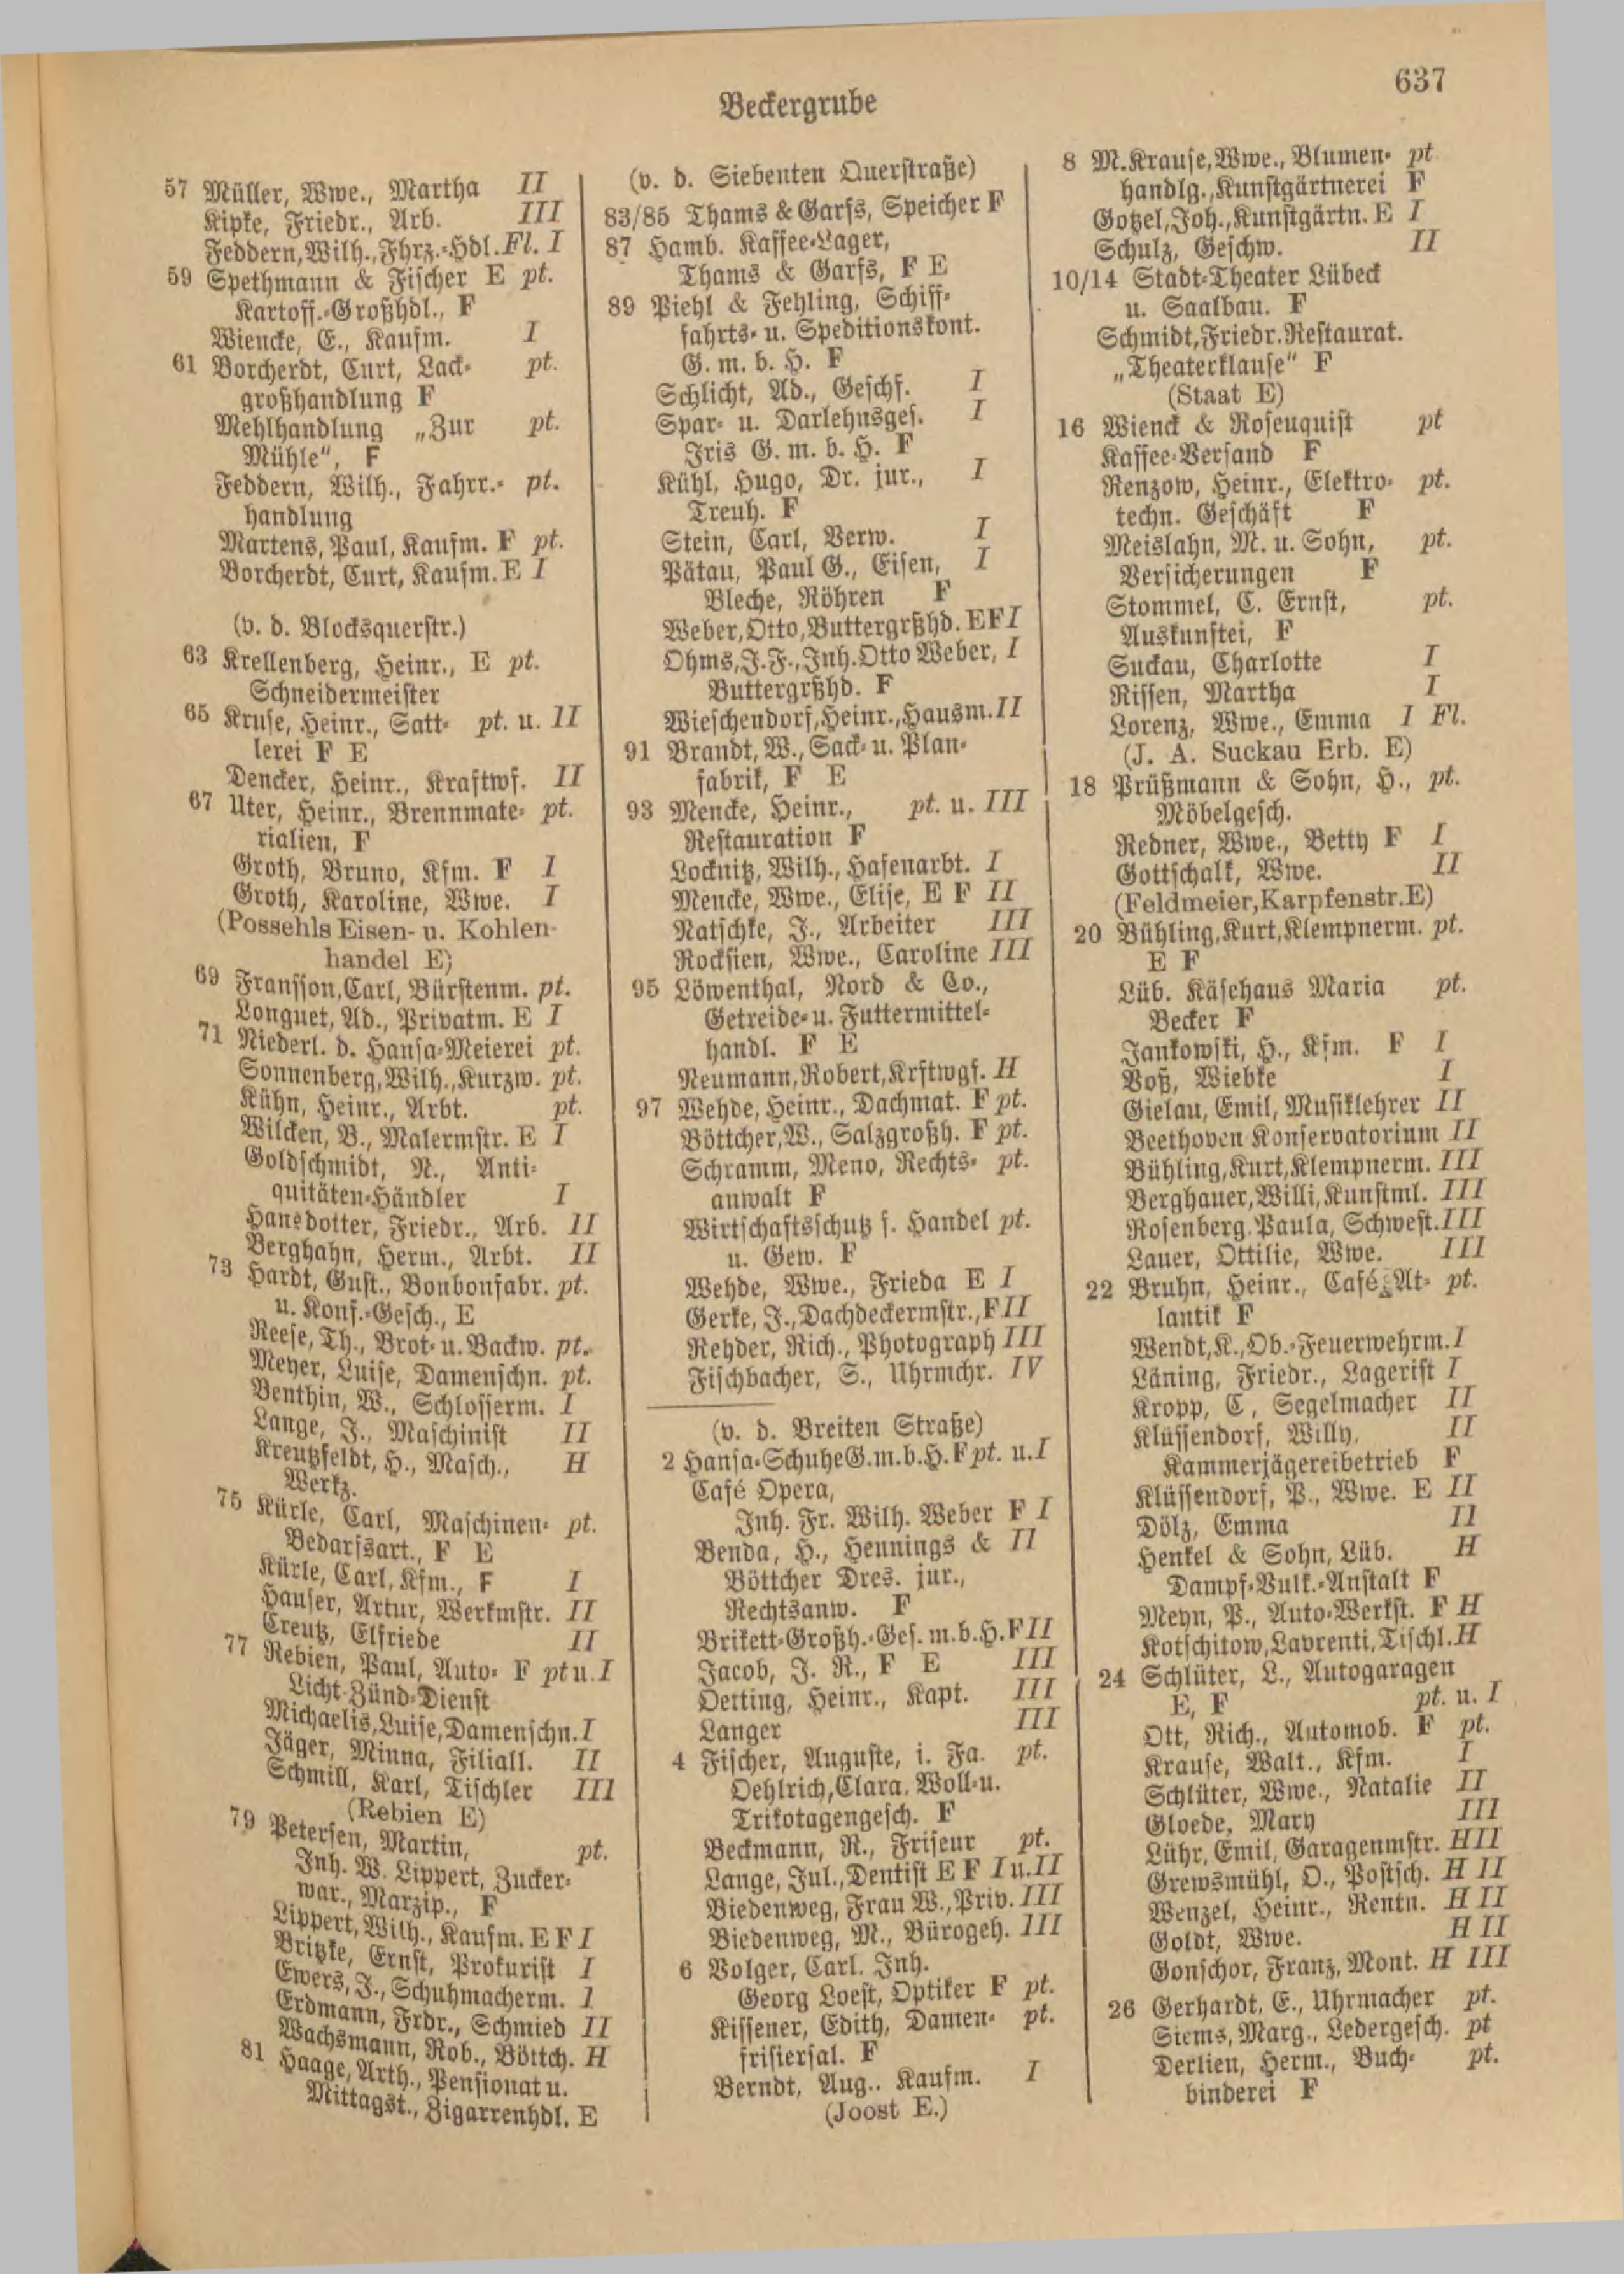 637
Beckergrube
57 Müller, Wwe., Martha II
Kipke, Friedr., Arb. III
Feddern, Wilh., Fhrz.-Hdl. Fl. I
59 Spethmann & Fischer E pt.
Kartoff.-Großhdl., F
Wiencke, E., Kaufm. I
61 Borcherdt, Curt, Lack- pt.
großhandlung F
Mehlhandlung „Zur pt.
Mühle“, F
Feddern, Wilh., Fahrr.- pt.
handlung
Martens, Paul, Kaufm. F pt.
Borcherdt, Curt, Kaufm. E I
(v. d. Blocksquerstr.)
63 Krellenberg, Heinr., E pt.
Schneidermeister
65 Kruse, Heinr., Satt- pt. u. II
lerei F E
Dencker, Heinr., Kraftwf. II
67 Uter, Heinr., Brennmate- pt.
rialien, F
Groth, Bruno, Kfm. F I
Groth, Karoline, Wwe. I
(Possehls Eisen- u. Kohlen-
handel E)
69 Fransson, Carl, Bürstenm. pt.
Longuet, Ad., Privatm. E I
71 Niederl. d. Hansa-Meierei pt.
Sonnenberg, Wilh., Kurzw. pt.
Kühn, Heinr., Arbt. pt.
Wilcken, B., Malermstr. E I
Goldschmidt, N., Anti-
quitäten-Händler I
Hansdotter, Friedr., Arb. II
Berghahn, Herm., Arbt. II
73 Hardt, Gust., Bonbonfabr. pt.
u. Konf.-Gesch., E
Reese, Th., Brot- u. Backw. pt.
Meyer, Luise, Damenschn. pt.
Benthin, W., Schlosserm. I
Lange, J., Maschinist II
Kreutzfeldt, H., Masch., H
Werkz.
75 Kürle, Carl, Maschinen- pt.
Bedarfsart., F E
Kürle, Carl, Kfm., F I
Hauser, Artur, Werkmstr. II
Creutz, Elfriede II
77 Rebien, Paul, Auto- F pt u. I
Licht-Zünd-Dienst
Michaelis, Luise, Damenschn. I
Jäger, Minna, Filiall. II
Schmill, Karl, Tischler III
(Rebien E)
79 Petersen, Martin, pt.
Inh. W. Lippert, Zucker-
war., Marzip., F
Lippert, Wilh., Kaufm. E F I
Britzke, Ernst, Prokurist I
Ewers, J., Schuhmacherm. I
Erdmann, Frdr., Schmied II
Wachsmann, Rob., Böttch. H
81 Haage, Arth., Pensionat u.
Mittagst., Zigarrenhdl. E
(v. d. Siebenten Querstraße)
83/85 Thams & Garfs, Speicher F
87 Hamb. Kaffee-Lager,
Thams & Garfs, F E
89 Piehl & Fehling, Schiff-
fahrts- u. Speditionskont.
G. m. b. H. F
Schlicht, Ad., Geschf. I
Spar- u. Darlehnsges. I
Iris G. m. b. H. F
Kühl, Hugo, Dr. jur., I
Treuh. F
Stein, Carl, Verw. I
Pätau, Paul G., Eisen, I
Bleche, Röhren F
Weber, Otto, Buttergrßhd. E F I
Ohms, J. F., Inh. Otto Weber, I
Buttergrßhd. F
Wieschendorf, Heinr., Hausm. II
91 Brandt, W., Sack- u. Plan-
fabrik, F E
93 Mencke, Heinr., pt. u. III
Restauration F
Locknitz, Wilh., Hafenarbt. I
Mencke, Wwe., Elise, E F II
Natschke, J., Arbeiter III
Rocksien, Wwe., Caroline III
95 Löwenthal, Nord & Co.,
Getreide- u. Futtermittel-
handl. F E
Neumann, Robert, Krftwgf. H
97 Wehde, Heinr., Dachmat. F pt.
Böttcher, W., Salzgroßh. F pt.
Schramm, Meno, Rechts- pt.
anwalt F
Wirtschaftsschutz f. Handel pt.
u. Gew. F
Wehde, Wwe., Frieda E I
Gerke, J., Dachdeckermstr., F II
Rehder, Rich., Photograph III
Fischbacher, S., Uhrmchr. IV
(v. d. Breiten Straße)
2 Hansa-Schuhe G. m. b. H. F pt. u. I
Café Opera,
Inh. Fr. Wilh. Weber F I
Benda, H., Hennings & II
Böttcher Dres. jur.,
Rechtsanw. F
Brikett-Großh.-Ges. m. b. H. F II
Jacob, J. R., F E III
Oetting, Heinr., Kapt. III
Langer III
4 Fischer, Auguste, i. Fa. pt.
Oehlrich, Clara, Woll- u.
Trikotagengesch. F
Beckmann, R., Friseur pt.
Lange, Jul., Dentist E F I u. II
Biedenweg, Frau W., Priv. III
Biedenweg, M., Bürogeh. III
6 Volger, Carl. Inh.
Georg Loest, Optiker F pt.
Kissener, Edith, Damen- pt.
frisiersal. F
Berndt, Aug.. Kaufm. I
(Joost E.)
8 M. Krause, Wwe., Blumen- pt
handlg., Kunstgärtnerei F
Gotzel, Joh., Kunstgärtn. E I
Schulz, Geschw. II
10/14 Stadt-Theater Lübeck
u. Saalbau. F
Schmidt, Friedr. Restaurat.
„Theaterklause“ F
(Staat E)
16 Wienck & Rosenquist pt
Kaffee-Versand F
Renzow, Heinr., Elektro- pt.
techn. Geschäft F
Meislahn, M. u. Sohn, pt.
Versicherungen F
Stommel, C. Ernst, pt.
Auskunftei, F
Suckau, Charlotte I
Rissen, Martha I
Lorenz, Wwe., Emma I Fl.
(J. A. Suckau Erb. E)
18 Prüßmann & Sohn, H., pt.
Möbelgesch.
Redner, Wwe., Betty F I
Gottschalk, Wwe. II
(Feldmeier, Karpfenstr. E)
20 Bühling, Kurt, Klempnerm. pt.
E F
Lüb. Käsehaus Maria pt.
Becker F
Jankowski, H., Kfm. F I
Voß, Wiebke I
Gielau, Emil, Musiklehrer II
Beethoven-Konservatorium II
Bühling, Kurt, Klempnerm. III
Berghauer, Willi, Kunstml. III
Rosenberg, Paula, Schwest. III
Lauer, Ottilie, Wwe. III
22 Bruhn, Heinr., Café At- pt.
lantik F
Wendt, K., Ob.-Feuerwehrm. I
Läning, Friedr., Lagerist I
Kropp, C, Segelmacher II
Klüssendorf, Willy, II
Kammerjägereibetrieb F
Klüssendorf, P., Wwe. E II
Dölz, Emma II
Henkel & Sohn, Lüb. H
Dampf-Vulk.-Anstalt F
Meyn, P., Auto-Werkst. F H
Kotschitow, Lavrenti, Tischl. H
24 Schlüter, L., Autogaragen
E, F pt. u. I
Ott, Rich., Automob. F pt.
Krause, Walt., Kfm. I
Schlüter, Wwe., Natalie II
Gloede, Mary III
Lühr, Emil, Garagenmstr. H II
Grewsmühl, O., Postsch. H II
Wenzel, Heinr., Rentn. H II
Goldt, Wwe. H II
Gonschor, Franz, Mont. H III
26 Gerhardt, E., Uhrmacher pt.
Siems, Marg., Ledergesch. pt
Derlien, Herm., Buch- pt.
binderei F